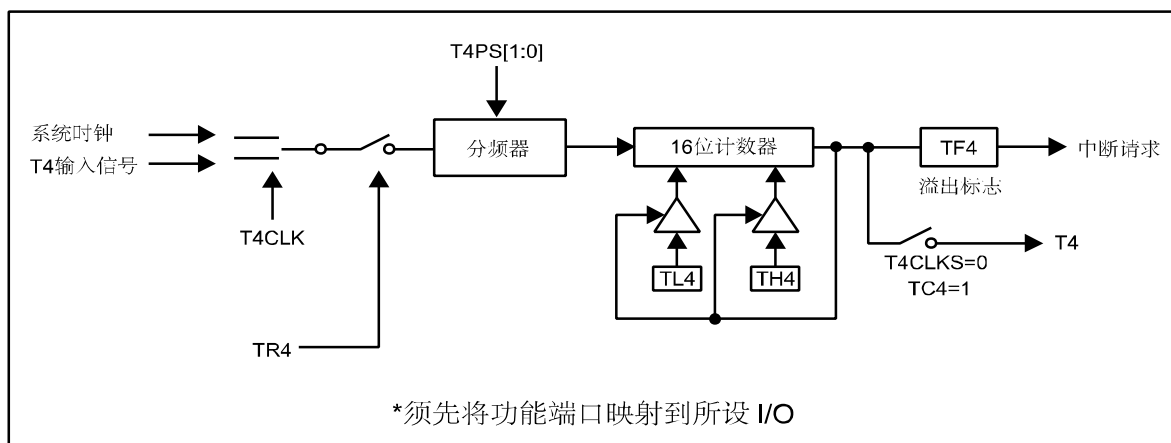 T4PS[1:0]
系统时钟
T4输入信号
分频器
16位计数器
TF4
中断请求
溢出标志
T4CLK
TL4
TH4
T4
T4CLKS=0
TC4=1
TR4
*须先将功能端口映射到所设 I/O